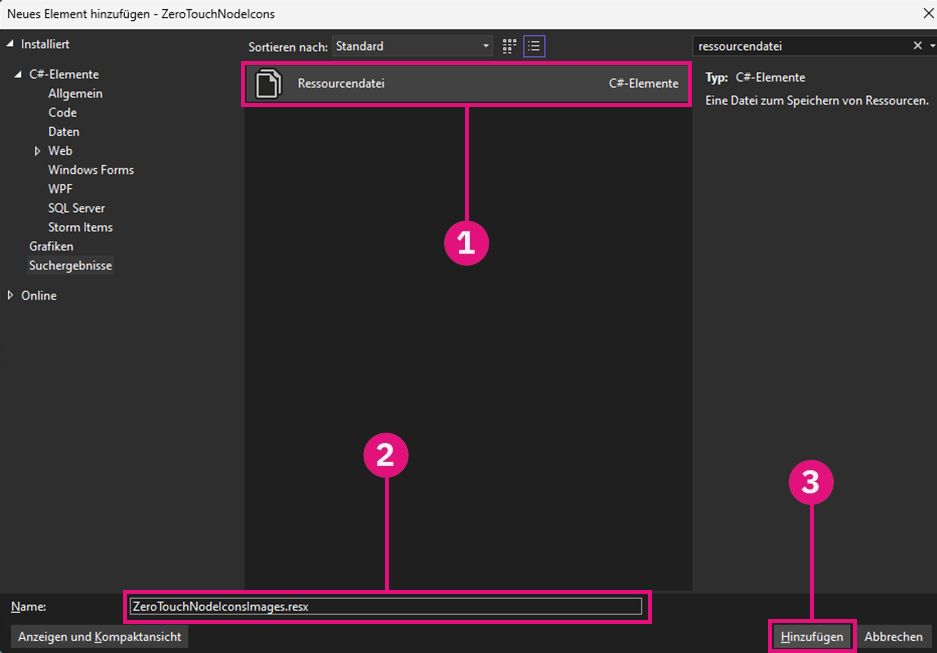 Neues Element hinzufügen - ZeroTouchNodeIcons
Installiert
C#-Elemente
Allgemein
Code
Daten
Web
Windows Forms
WPF
SQL Server
Storm Items
Grafiken
Suchergebnisse
Online
Sortieren nach: Standard
Ressourcendatei C#-Elemente
ressourcendatei
Typ: C#-Elemente
Eine Datei zum Speichern von Ressourcen.
1
2
3
Name: ZeroTouchNodeIconsImages.resx
Anzeigen und Kompaktansicht
Hinzufügen Abbrechen